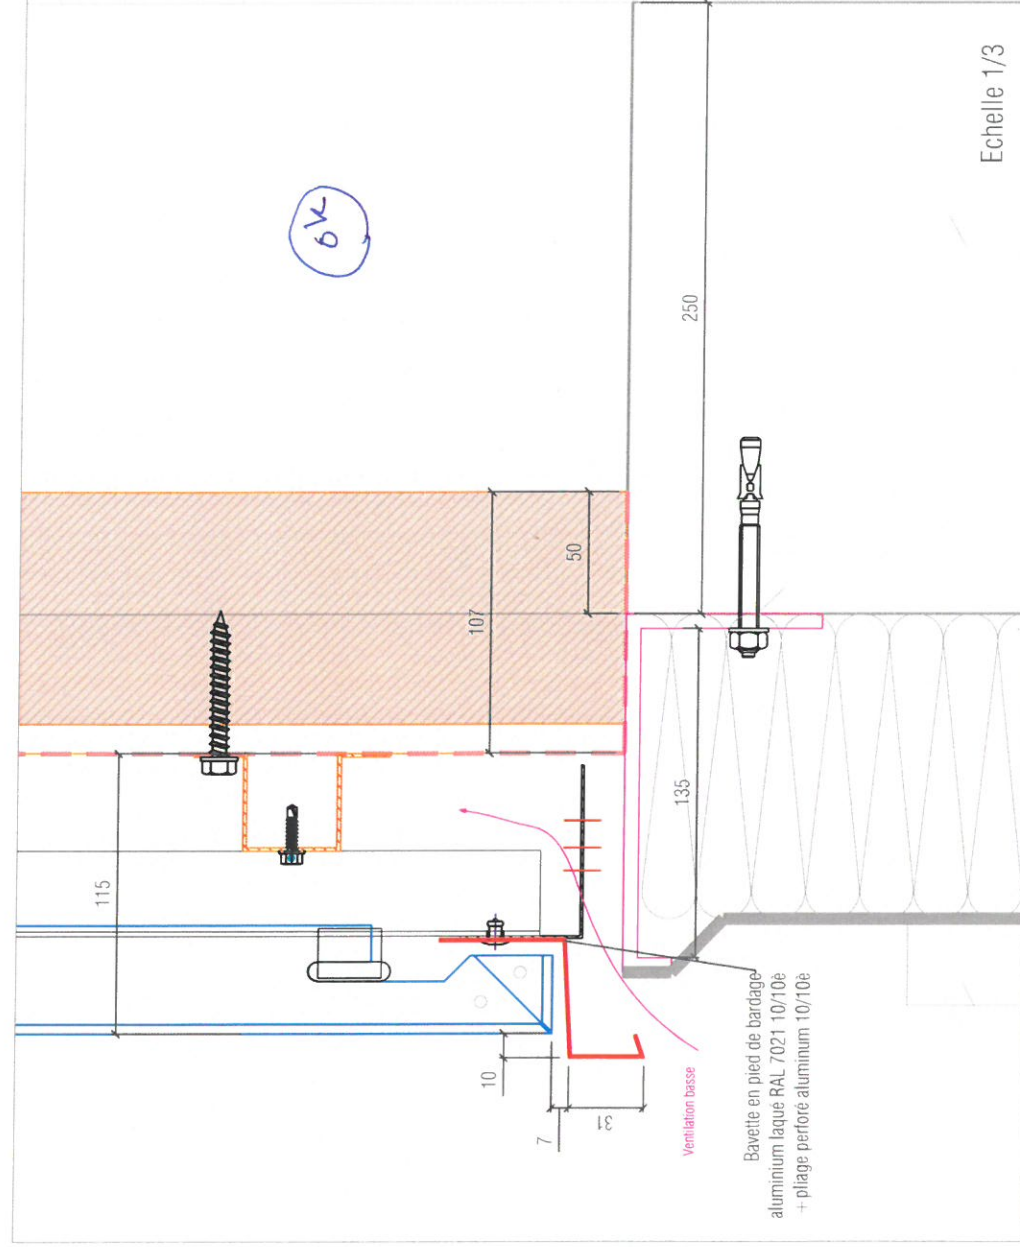 Echelle 1/3
OK
250
50
107
135
115
10
7
31
Ventilation basse
Bavette en pied de bardage
aluminium laqué RAL 7021 10/10è
+ pliage perforé aluminum 10/10è